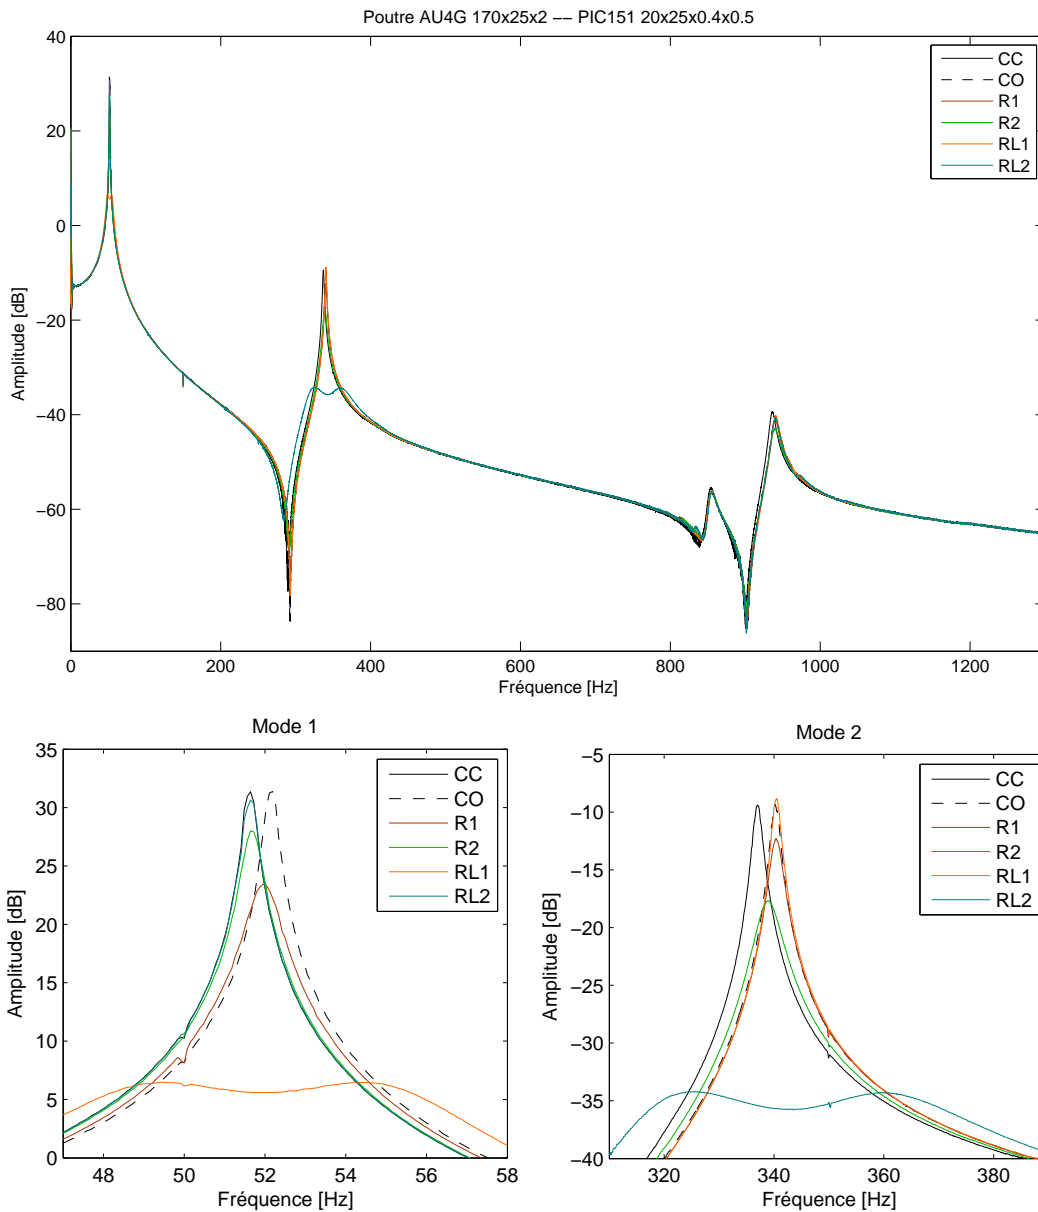 Poutre AU4G 170x25x2 −− PIC151 20x25x0.4x0.5
40
20
0
−20
−40
−60
−80
Amplitude [dB]
0 200 400 600 800 1000 1200
Fréquence [Hz]
CC
CO
R1
R2
RL1
RL2
Mode 1
35
30
25
20
15
10
5
0
Amplitude [dB]
48 50 52 54 56 58
Fréquence [Hz]
CC
CO
R1
R2
RL1
RL2
Mode 2
−5
−10
−15
−20
−25
−30
−35
−40
Amplitude [dB]
320 340 360 380
Fréquence [Hz]
CC
CO
R1
R2
RL1
RL2